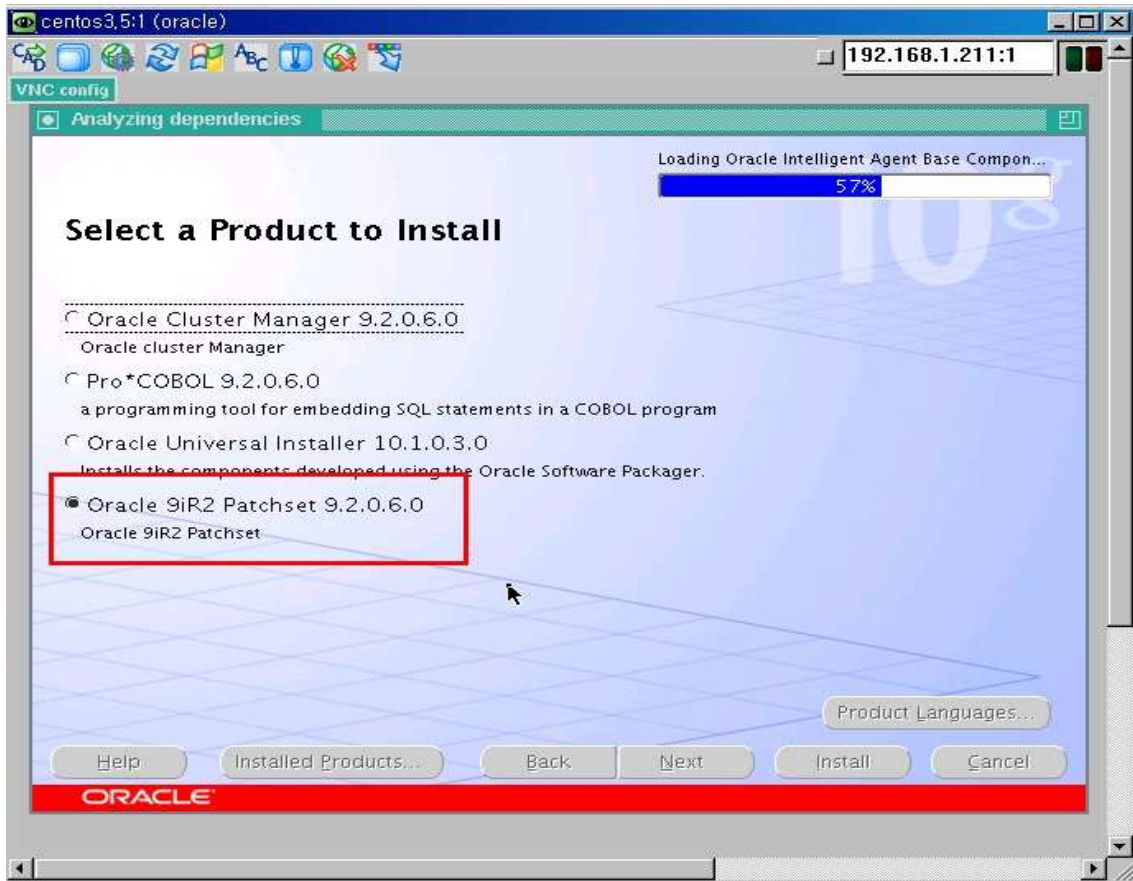 centos3,5:1 (oracle)
192.168.1.211:1
VNC config
Analyzing dependencies
Loading Oracle Intelligent Agent Base Compon...
57%
10g
Select a Product to Install
Oracle Cluster Manager 9.2.0.6.0
Oracle cluster Manager
Pro*COBOL 9.2.0.6.0
a programming tool for embedding SQL statements in a COBOL program
Oracle Universal Installer 10.1.0.3.0
Installs the components developed using the Oracle Software Packager.
Oracle 9iR2 Patchset 9.2.0.6.0
Oracle 9iR2 Patchset
Product Languages...
Help Installed Products... Back Next Install Cancel
ORACLE